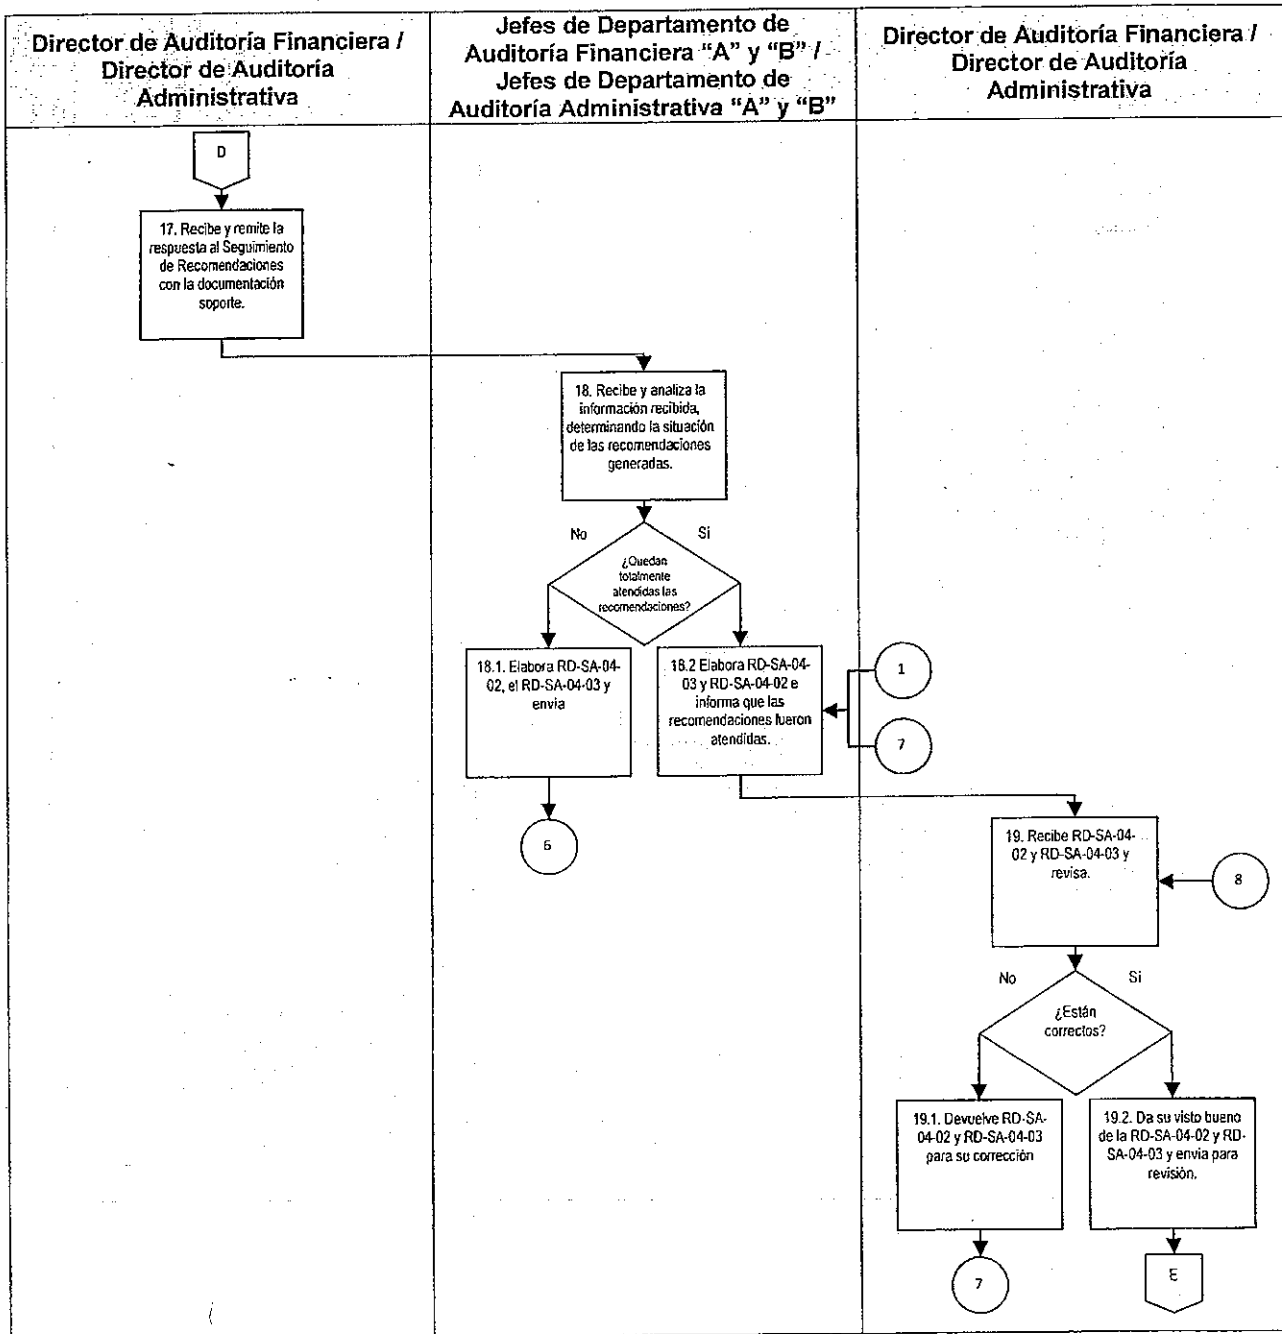 Director de Auditoría Financiera /
Director de Auditoría
Administrativa
Jefes de Departamento de
Auditoría Financiera “A” y “B” /
Jefes de Departamento de
Auditoría Administrativa “A” y “B”
Director de Auditoría Financiera /
Director de Auditoría
Administrativa
D
17. Recibe y remite la
respuesta al Seguimiento
de Recomendaciones
con la documentación
soporte.
18. Recibe y analiza la
información recibida,
determinando la situación
de las recomendaciones
generadas.
No
Si
¿Quedan
totalmente
atendidas las
recomendaciones?
18.1. Elabora RD-SA-04-
02, el RD-SA-04-03 y
envia
18.2 Elabora RD-SA-04-
03 y RD-SA-04-02 e
informa que las
recomendaciones fueron
atendidas.
1
7
6
19. Recibe RD-SA-04-
02 y RD-SA-04-03 y
revisa.
8
No
Si
¿Están
correctos?
19.1. Devuelve RD-SA-
04-02 y RD-SA-04-03
para su corrección
19.2. Da su visto bueno
de la RD-SA-04-02 y RD-
SA-04-03 y envia para
revisión.
7
E